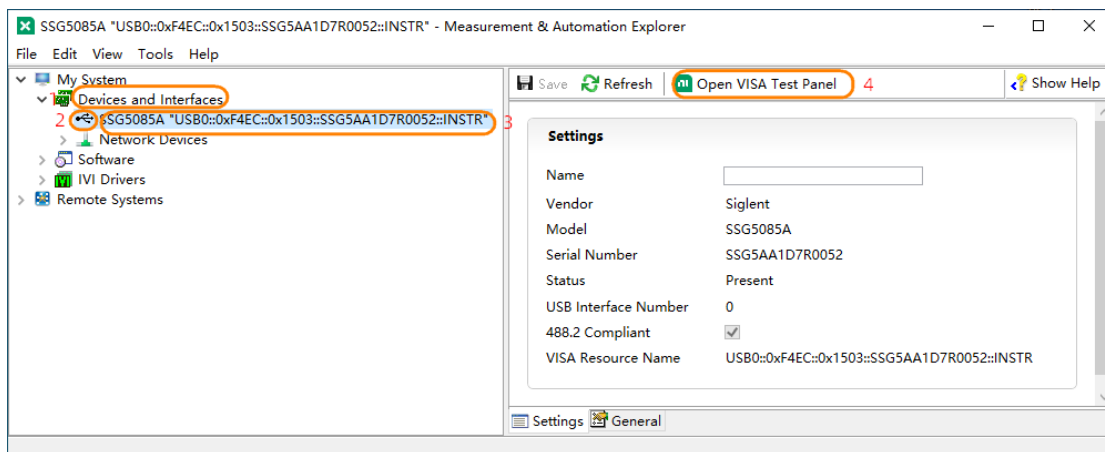 SSG5085A "USB0::0xF4EC::0x1503::SSG5AA1D7R0052::INSTR" - Measurement & Automation Explorer
File Edit View Tools Help
My System
1 Devices and Interfaces
2 SSG5085A "USB0::0xF4EC::0x1503::SSG5AA1D7R0052::INSTR" 3
Network Devices
Software
IVI Drivers
Remote Systems
Save Refresh Open VISA Test Panel 4 Show Help
Settings
Name
Vendor Siglent
Model SSG5085A
Serial Number SSG5AA1D7R0052
Status Present
USB Interface Number 0
488.2 Compliant
VISA Resource Name USB0::0xF4EC::0x1503::SSG5AA1D7R0052::INSTR
Settings General